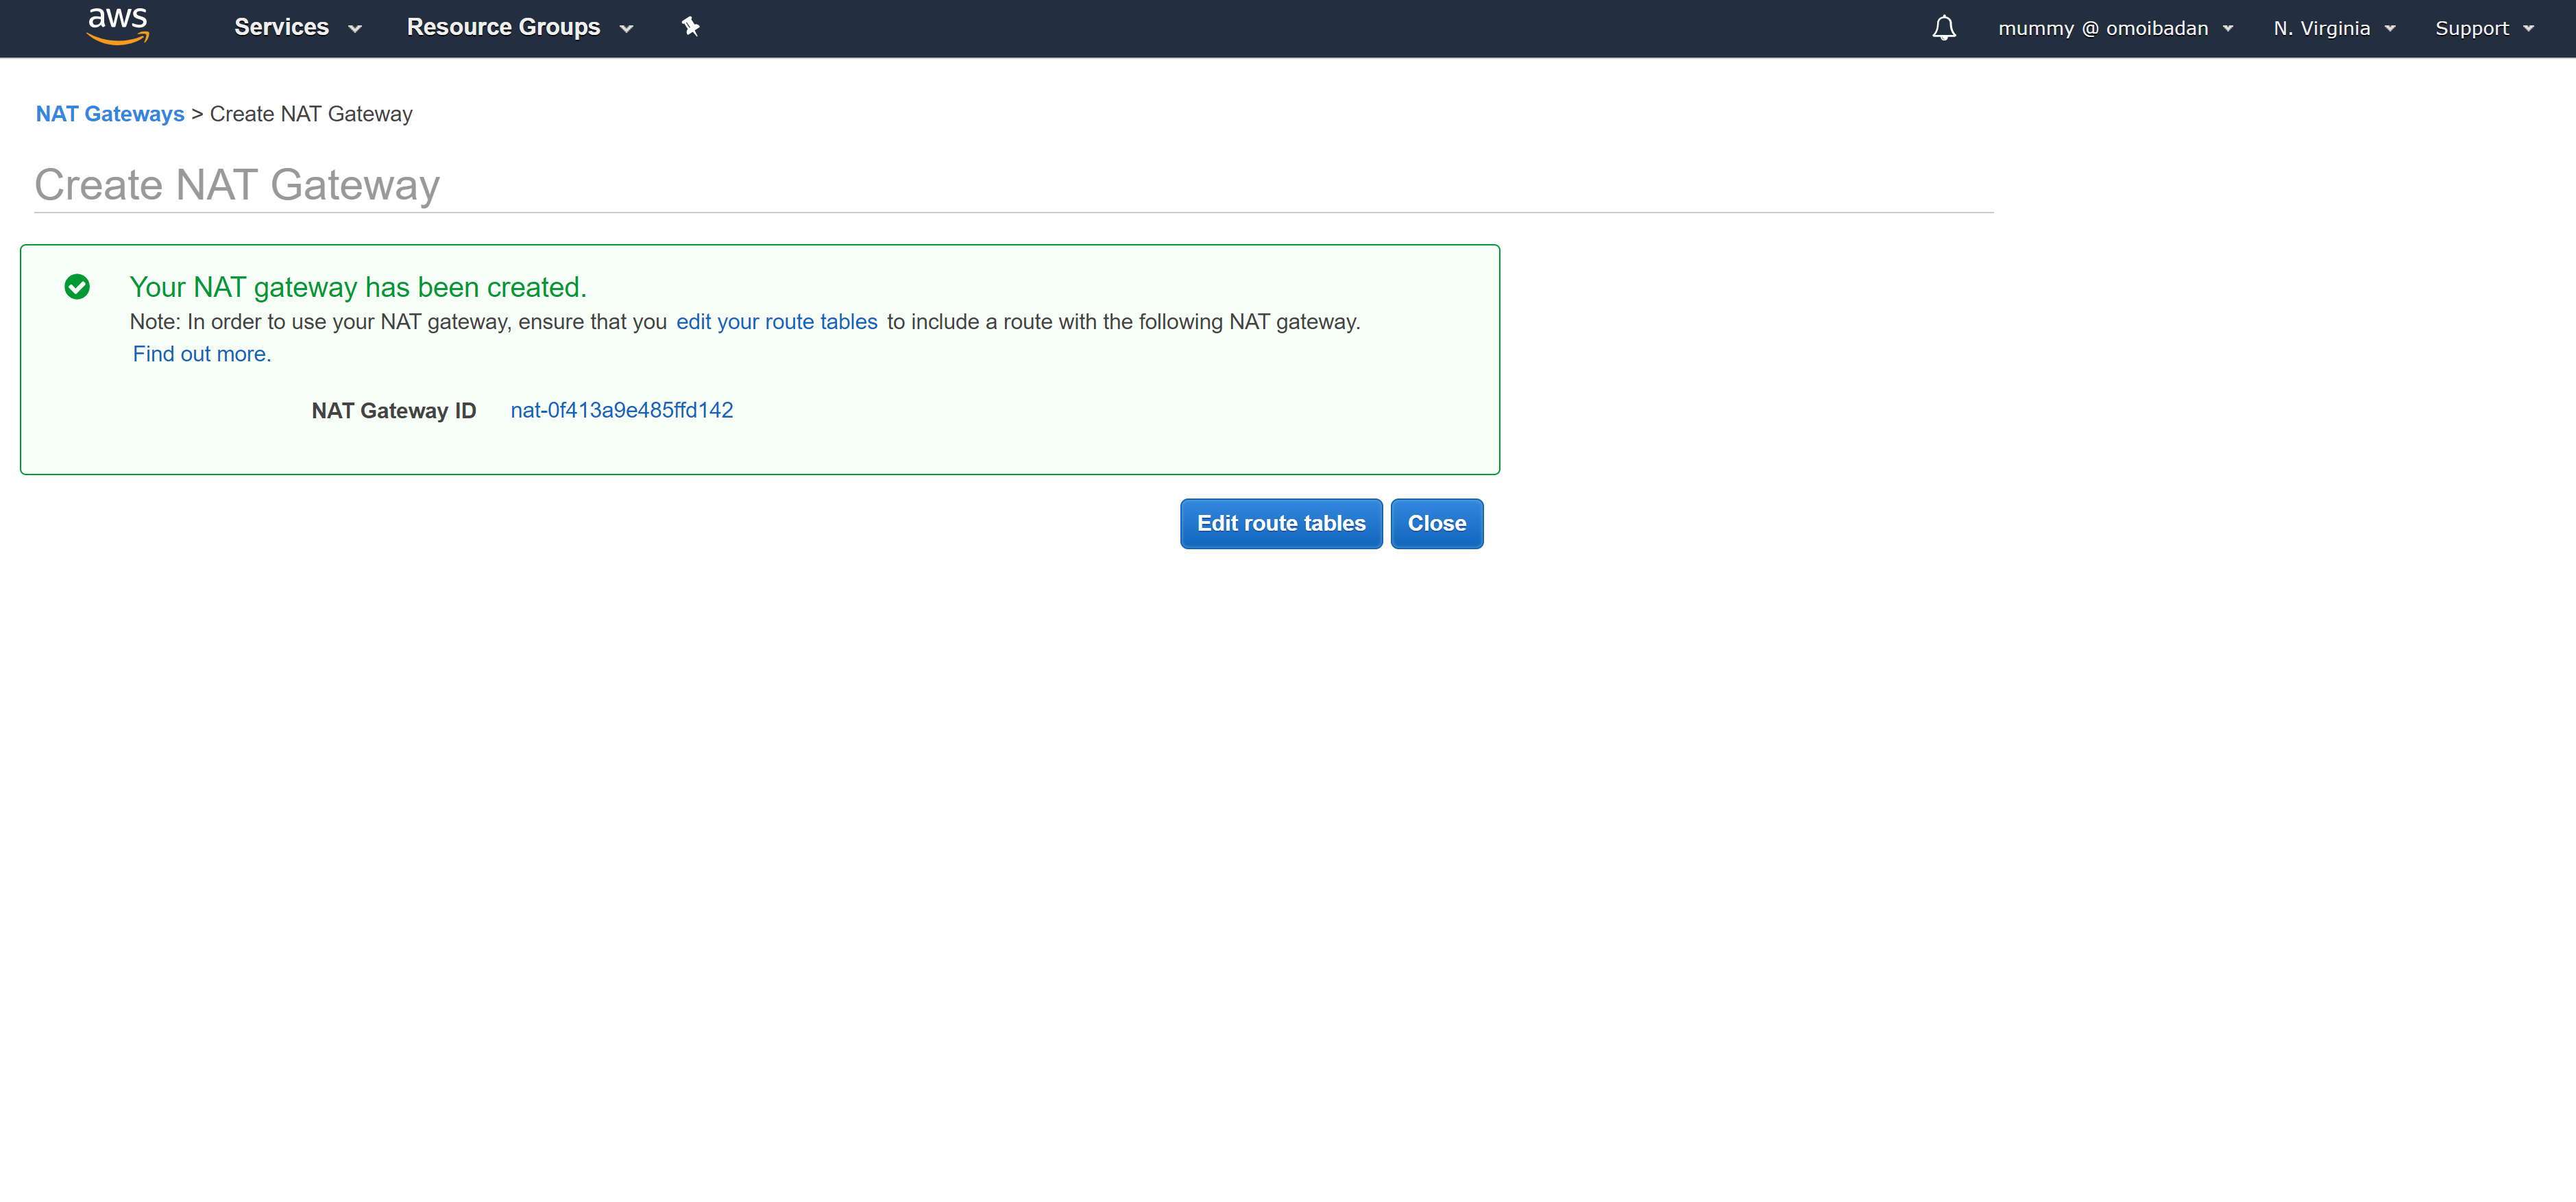 aws Services Resource Groups mummy @ omoibadan N. Virginia Support
NAT Gateways > Create NAT Gateway
Create NAT Gateway
Your NAT gateway has been created.
Note: In order to use your NAT gateway, ensure that you edit your route tables to include a route with the following NAT gateway.
Find out more.
NAT Gateway ID nat-0f413a9e485ffd142
Edit route tables Close